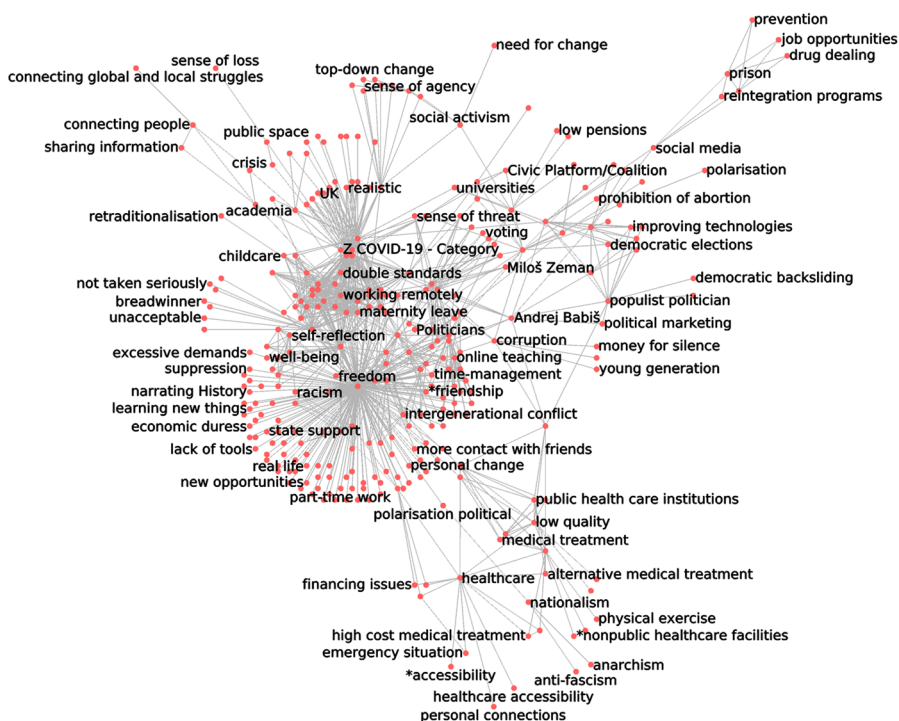 prevention
job opportunities
need for change
drug dealing
sense of loss
top-down change
connecting global and local struggles
prison
sense of agency
reintegration programs
social activism
connecting people
public space
low pensions
sharing information
social media
crisis
Civic Platform/Coalition
polarisation
UK
realistic
universities
prohibition of abortion
retraditionalisation
academia
sense of threat
improving technologies
voting
democratic elections
Z COVID-19 - Category
childcare
Miloš Zeman
double standards
democratic backsliding
not taken seriously
working remotely
breadwinner
populist politician
maternity leave
unacceptable
Andrej Babiš
political marketing
Politicians
self-reflection
corruption
money for silence
excessive demands
well-being
online teaching
suppression
young generation
freedom
time-management
narrating History
racism
*friendship
learning new things
intergenerational conflict
economic duress
state support
lack of tools
more contact with friends
real life
personal change
new opportunities
part-time work
public health care institutions
polarisation political
low quality
medical treatment
healthcare
alternative medical treatment
financing issues
nationalism
physical exercise
high cost medical treatment
*nonpublic healthcare facilities
emergency situation
anarchism
*accessibility
anti-fascism
healthcare accessibility
personal connections